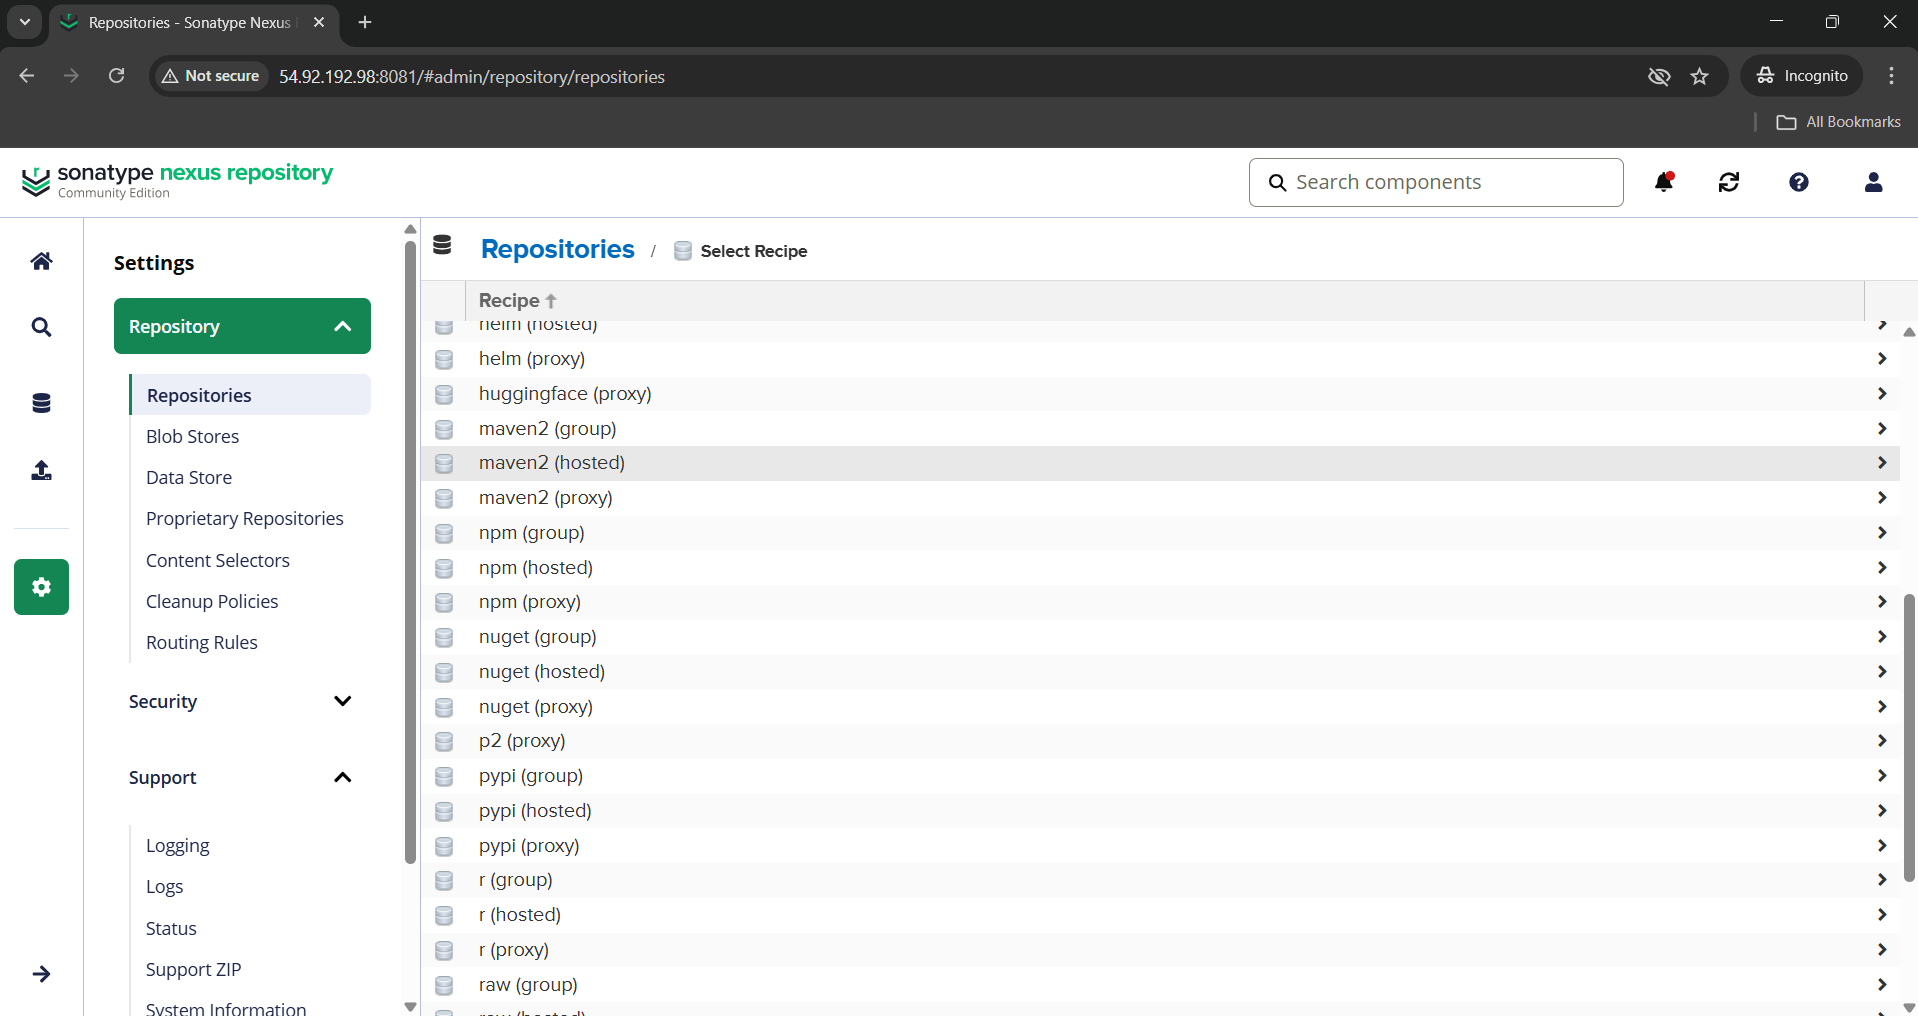 Repositories - Sonatype Nexus
Not secure
54.92.192.98:8081/#admin/repository/repositories
Incognito
All Bookmarks
sonatype nexus repository
Community Edition
Search components
Settings
Repository
Repositories
Blob Stores
Data Store
Proprietary Repositories
Content Selectors
Cleanup Policies
Routing Rules
Security
Support
Logging
Logs
Status
Support ZIP
System Information
Repositories / Select Recipe
Recipe
helm (hosted)
helm (proxy)
huggingface (proxy)
maven2 (group)
maven2 (hosted)
maven2 (proxy)
npm (group)
npm (hosted)
npm (proxy)
nuget (group)
nuget (hosted)
nuget (proxy)
p2 (proxy)
pypi (group)
pypi (hosted)
pypi (proxy)
r (group)
r (hosted)
r (proxy)
raw (group)
raw (hosted)